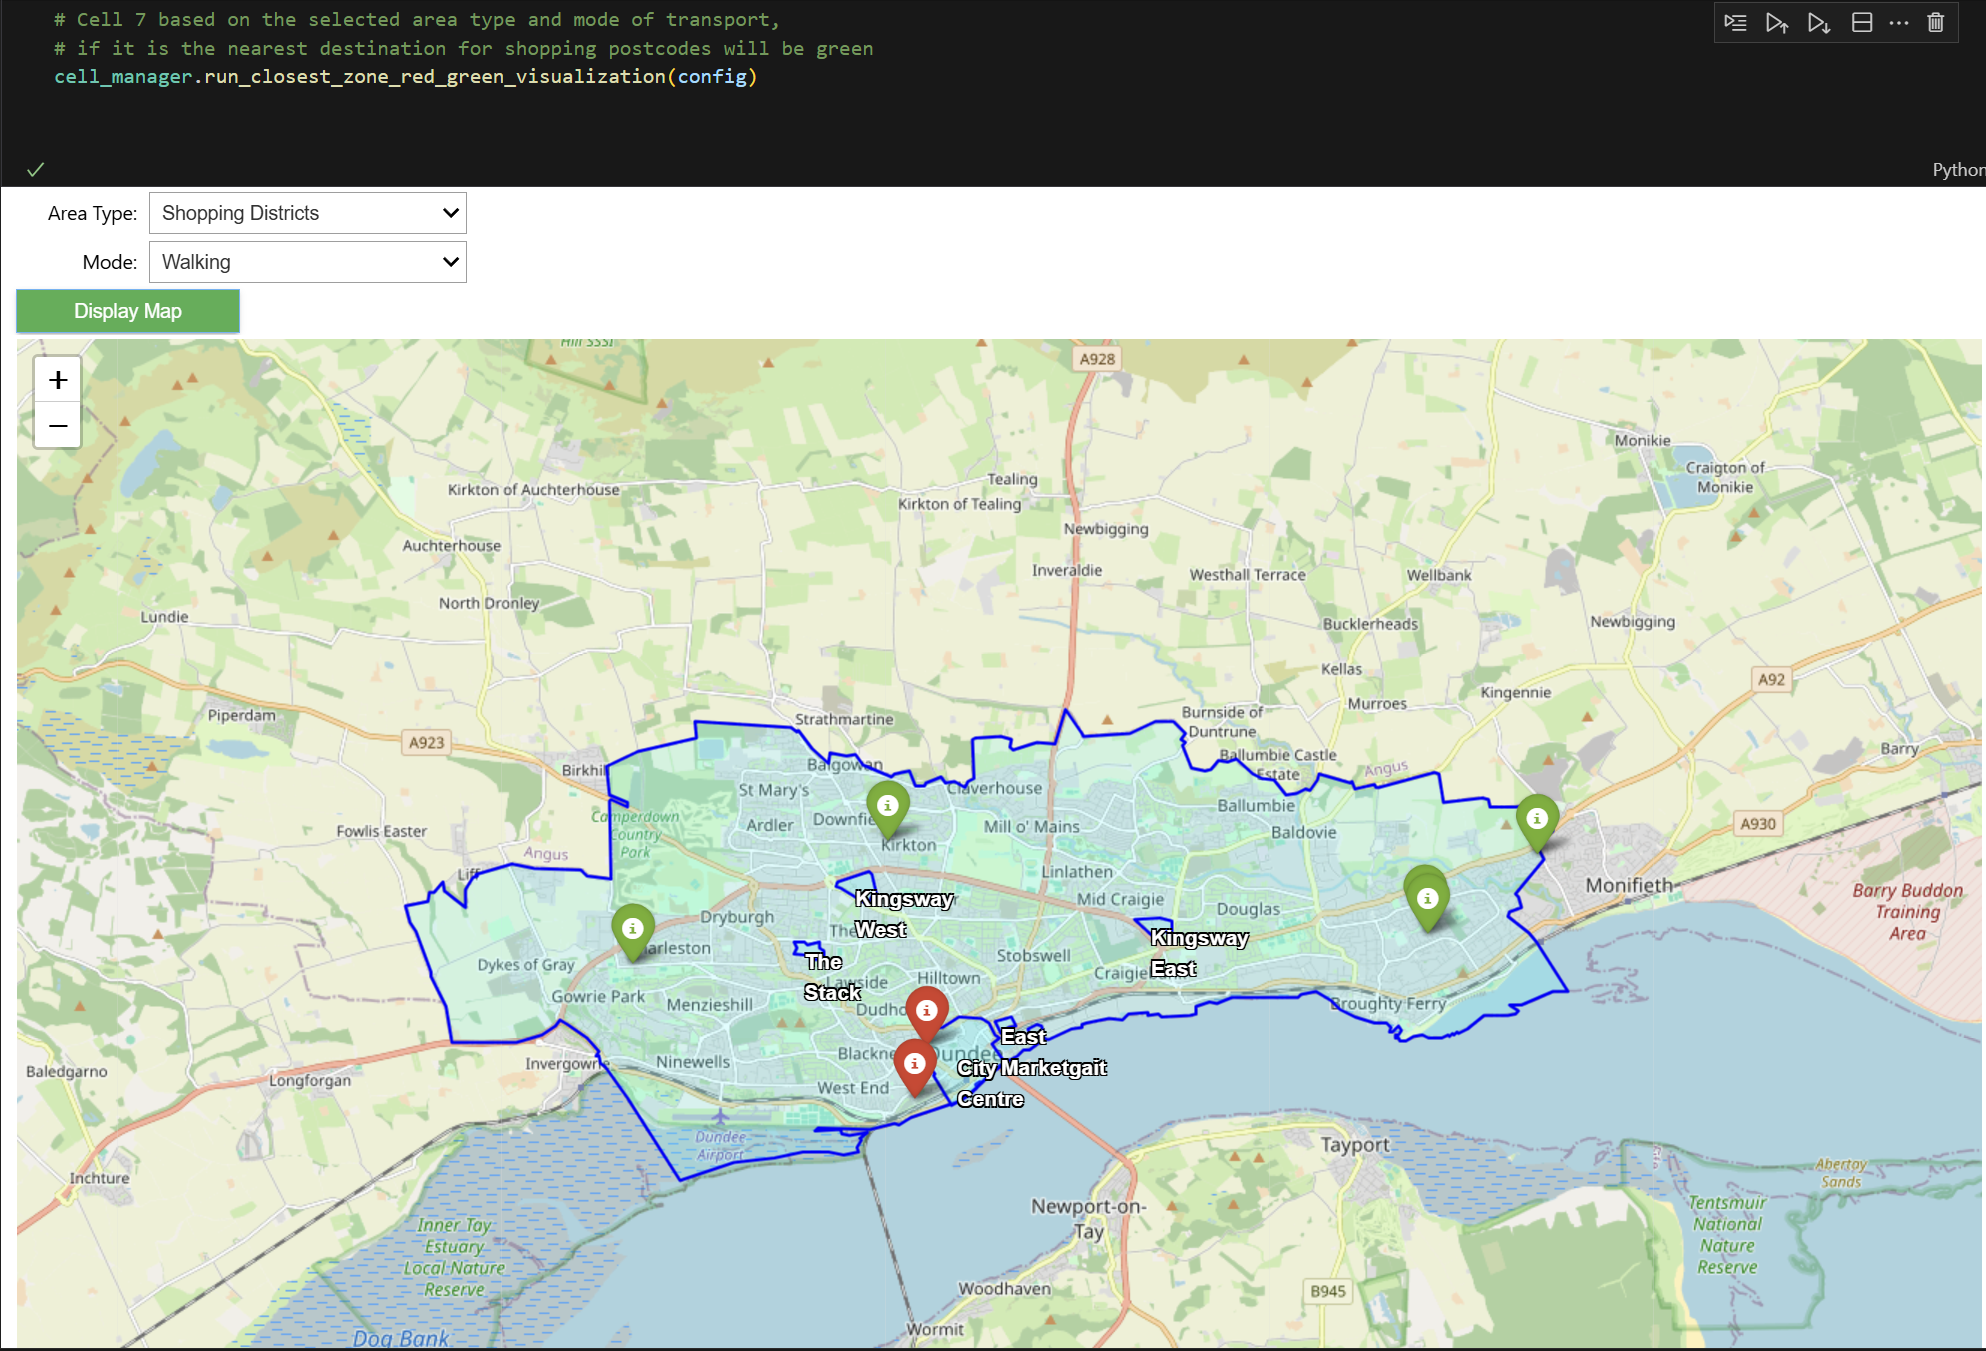 # Cell 7 based on the selected area type and mode of transport,
# if it is the nearest destination for shopping postcodes will be green
cell_manager.run_closest_zone_red_green_visualization(config)
Python
Area Type:
Shopping Districts
Mode:
Walking
Display Map
+
−
Hill SSSI
A928
Monikie
Craigton of
Monikie
Kirkton of Auchterhouse
Tealing
Kirkton of Tealing
Newbigging
Auchterhouse
Inveraldie
Westhall Terrace
Wellbank
North Dronley
Lundie
Bucklerheads
Newbigging
Kellas
A92
Kingennie
Murroes
Piperdam
Strathmartine
Burnside of
Duntrune
A923
Barry
Ballumbie Castle
Estate
Angus
Birkhil
Balgowan
St Mary's
Claverhouse
Ballumbie
Camperdown
Country
Park
Ardler
Downfie
Mill o' Mains
Baldovie
A930
Fowlis Easter
Kirkton
Angus
Liff
Linlathen
Monifieth
Barry Buddon
Training
Area
Kingsway
West
Mid Craigie
Douglas
Dryburgh
The
Kingsway
East
arleston
Dykes of Gray
The
Stack
Stobswell
Craigie
Hilltown
Gowrie Park
Menzieshill
Dudho
Broughty Ferry
East
Marketgait
City
Centre
Dundee
Blackne
Invergowr
Ninewells
West End
Baledgarno
Longforgan
Dundee
Airport
Tayport
Abertay
Sands
Inchture
Newport-on-
Tay
Tentsmuir
National
Nature
Reserve
Inner Tay
Estuary
Local Nature
Reserve
Woodhaven
B945
Wormit
Dog Bank